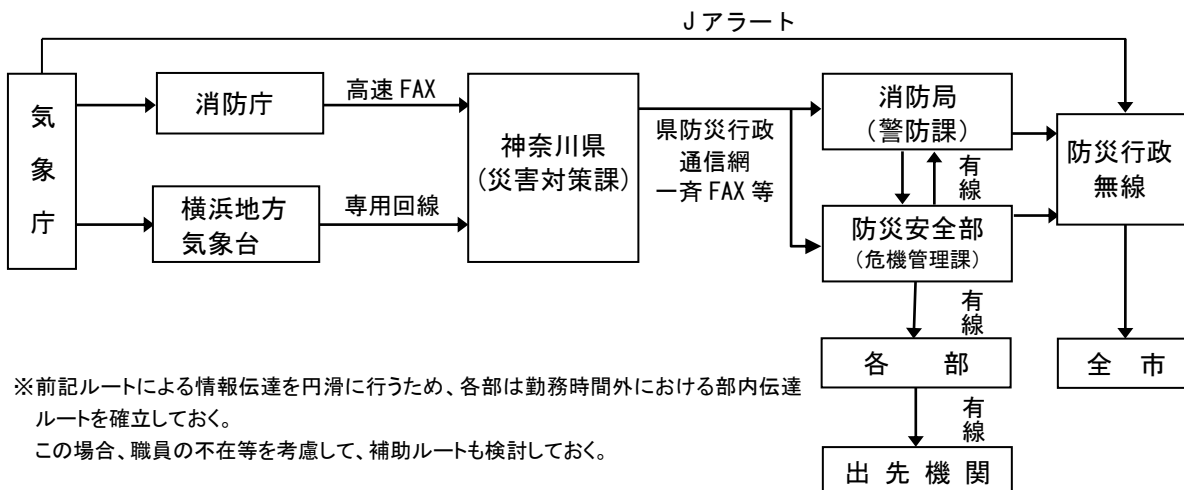 Jアラート
気象庁
消防庁
高速 FAX
横浜地方
気象台
専用回線
神奈川県
(災害対策課)
県防災行政
通信網
一斉 FAX 等
消防局
(警防課)
有線
防災安全部
(危機管理課)
防災行政
無線
有線
各 部
全 市
有線
出 先 機 関
※前記ルートによる情報伝達を円滑に行うため、各部は勤務時間外における部内伝達
ルートを確立しておく。
この場合、職員の不在等を考慮して、補助ルートも検討しておく。